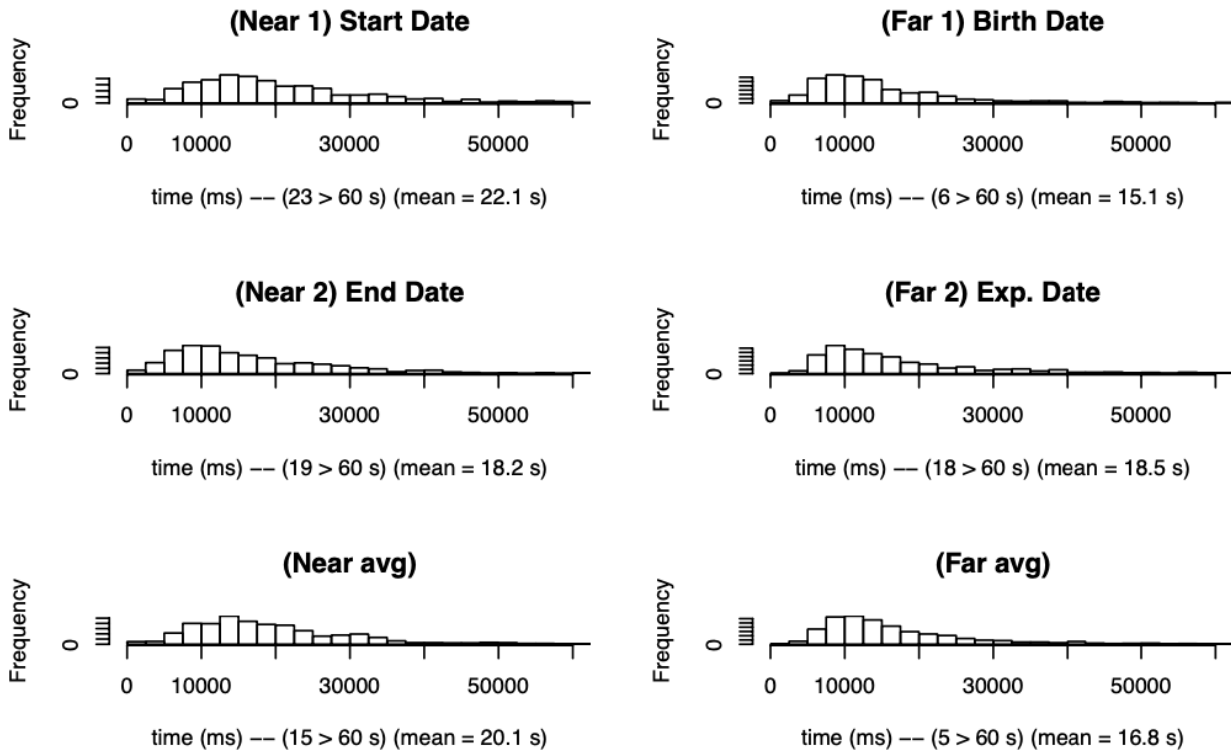 (Near 1) Start Date
Frequency
0
0 10000 30000 50000
time (ms) −− (23 > 60 s) (mean = 22.1 s)
(Far 1) Birth Date
Frequency
0
0 10000 30000 50000
time (ms) −− (6 > 60 s) (mean = 15.1 s)
(Near 2) End Date
Frequency
0
0 10000 30000 50000
time (ms) −− (19 > 60 s) (mean = 18.2 s)
(Far 2) Exp. Date
Frequency
0
0 10000 30000 50000
time (ms) −− (18 > 60 s) (mean = 18.5 s)
(Near avg)
Frequency
0
0 10000 30000 50000
time (ms) −− (15 > 60 s) (mean = 20.1 s)
(Far avg)
Frequency
0
0 10000 30000 50000
time (ms) −− (5 > 60 s) (mean = 16.8 s)